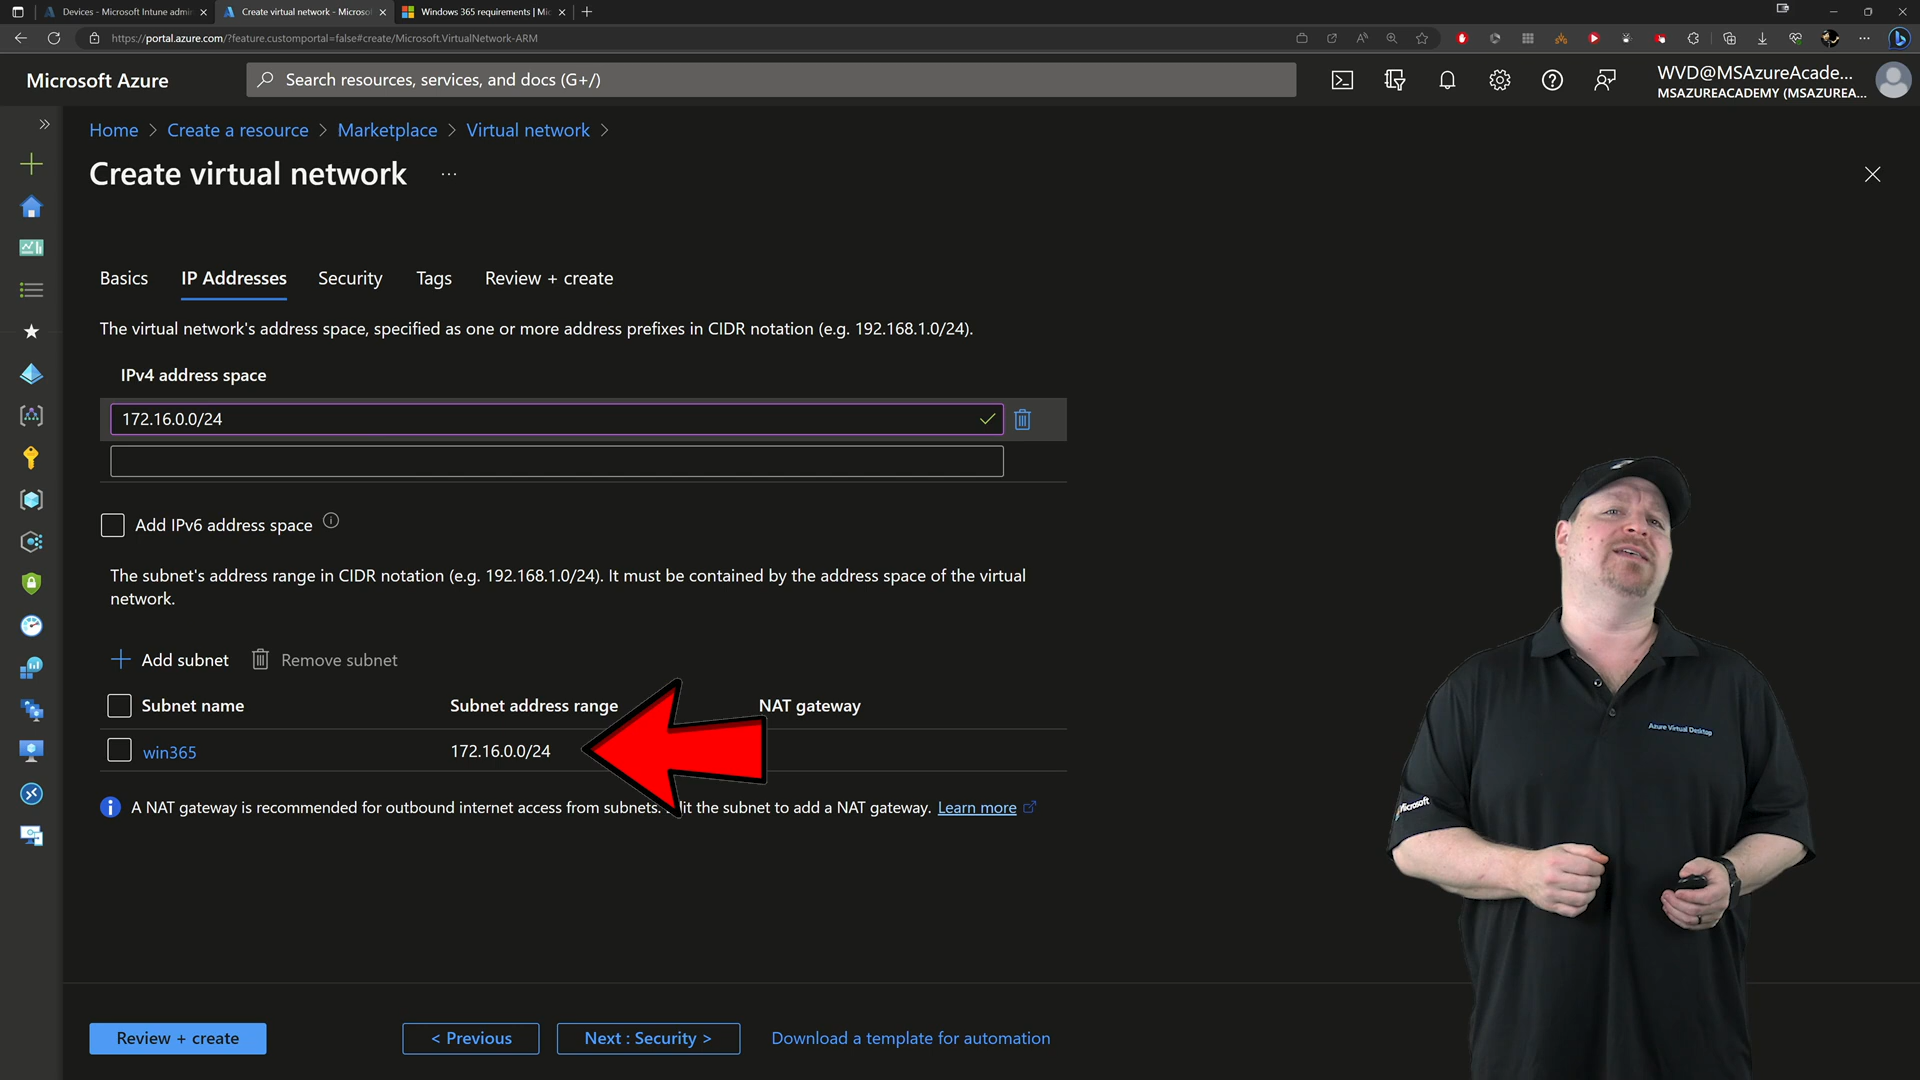 Devices - Microsoft Intune admin
Create virtual network - Microso
Windows 365 requirements | Mic
https://portal.azure.com/?feature.customportal=false#create/Microsoft.VirtualNetwork-ARM
Microsoft Azure
Search resources, services, and docs (G+/)
WVD@MSAzureAcade...
MSAZUREACADEMY (MSAZUREA...
Home > Create a resource > Marketplace > Virtual network >
Create virtual network ...
Basics IP Addresses Security Tags Review + create
The virtual network's address space, specified as one or more address prefixes in CIDR notation (e.g. 192.168.1.0/24).
IPv4 address space
172.16.0.0/24
Add IPv6 address space
The subnet's address range in CIDR notation (e.g. 192.168.1.0/24). It must be contained by the address space of the virtual
network.
Add subnet Remove subnet
Subnet name Subnet address range NAT gateway
win365 172.16.0.0/24
A NAT gateway is recommended for outbound internet access from subnets. the subnet to add a NAT gateway. Learn more
Review + create < Previous Next : Security > Download a template for automation
Azure Virtual Desktop
Microsoft